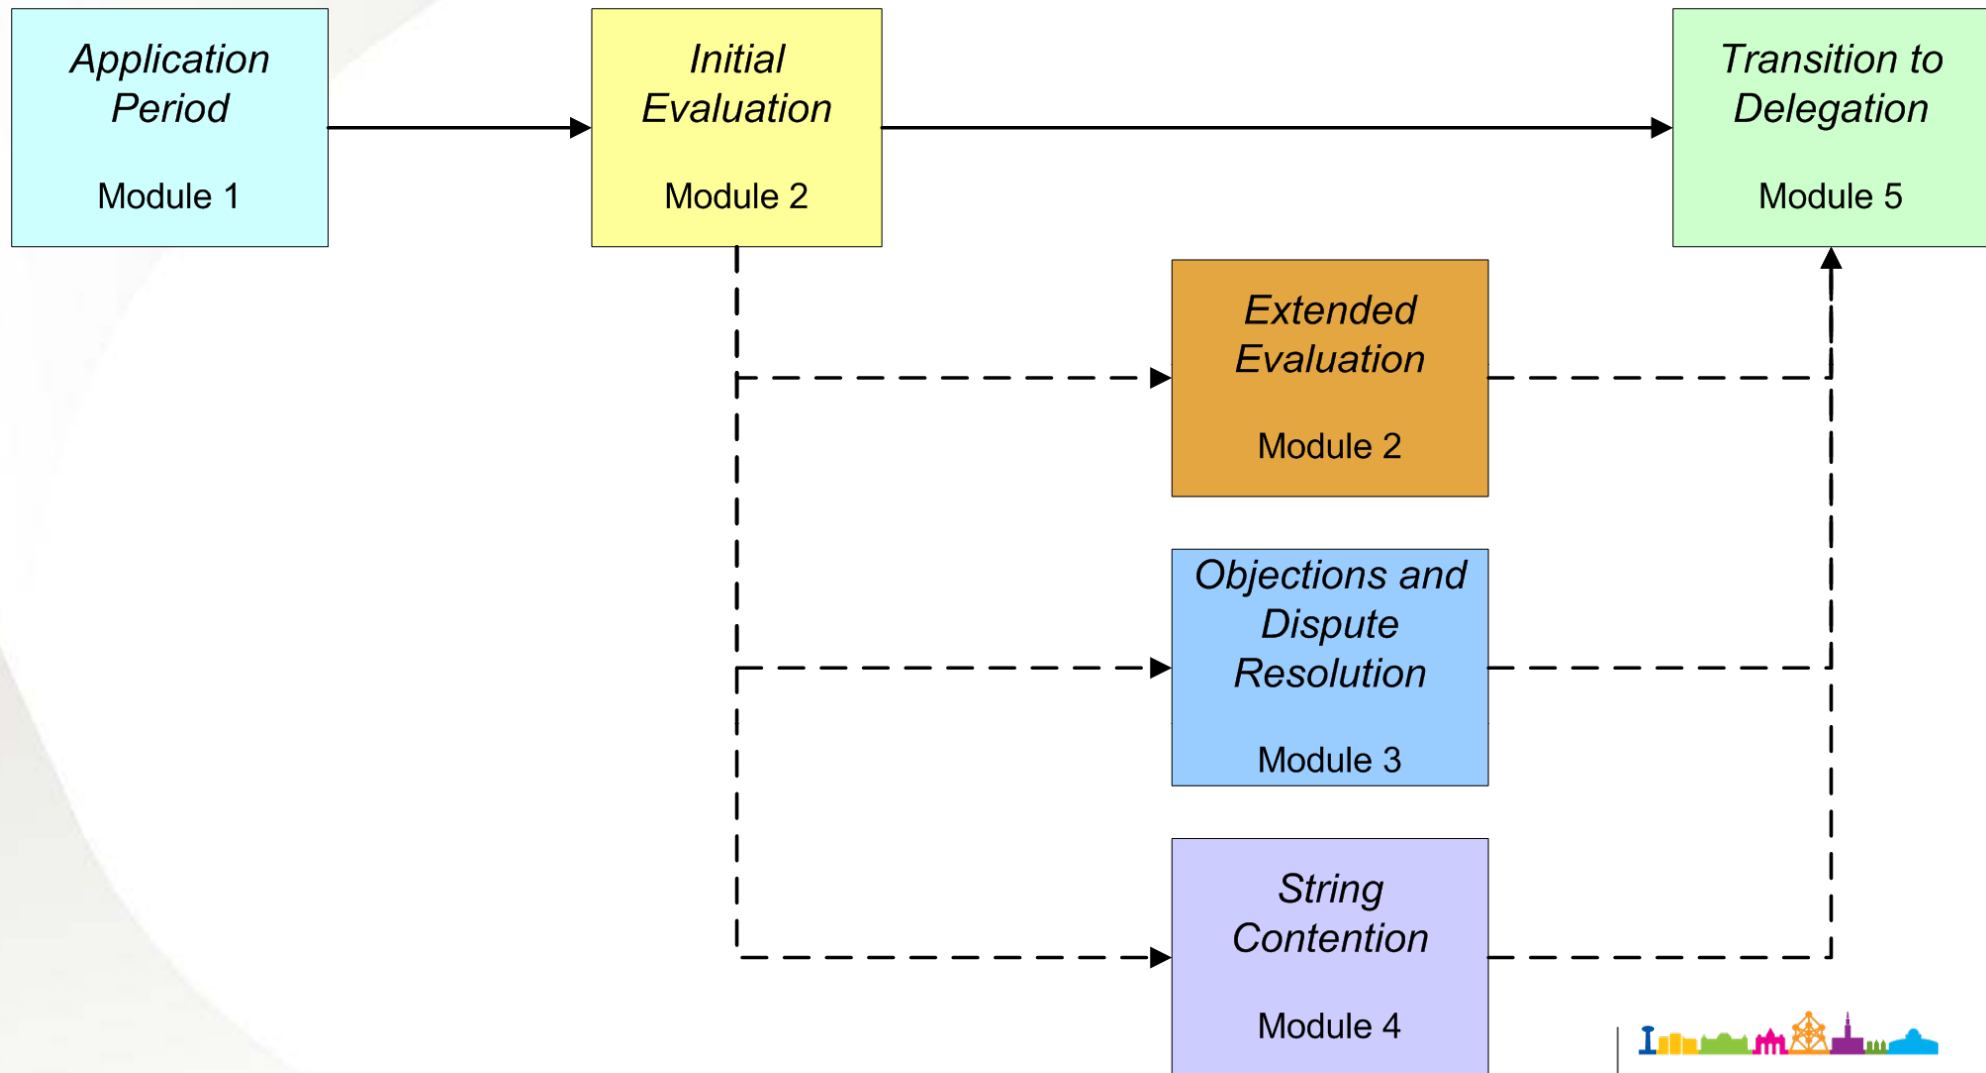 Application
Period
Module 1
Initial
Evaluation
Module 2
Transition to
Delegation
Module 5
Extended
Evaluation
Module 2
Objections and
Dispute
Resolution
Module 3
String
Contention
Module 4